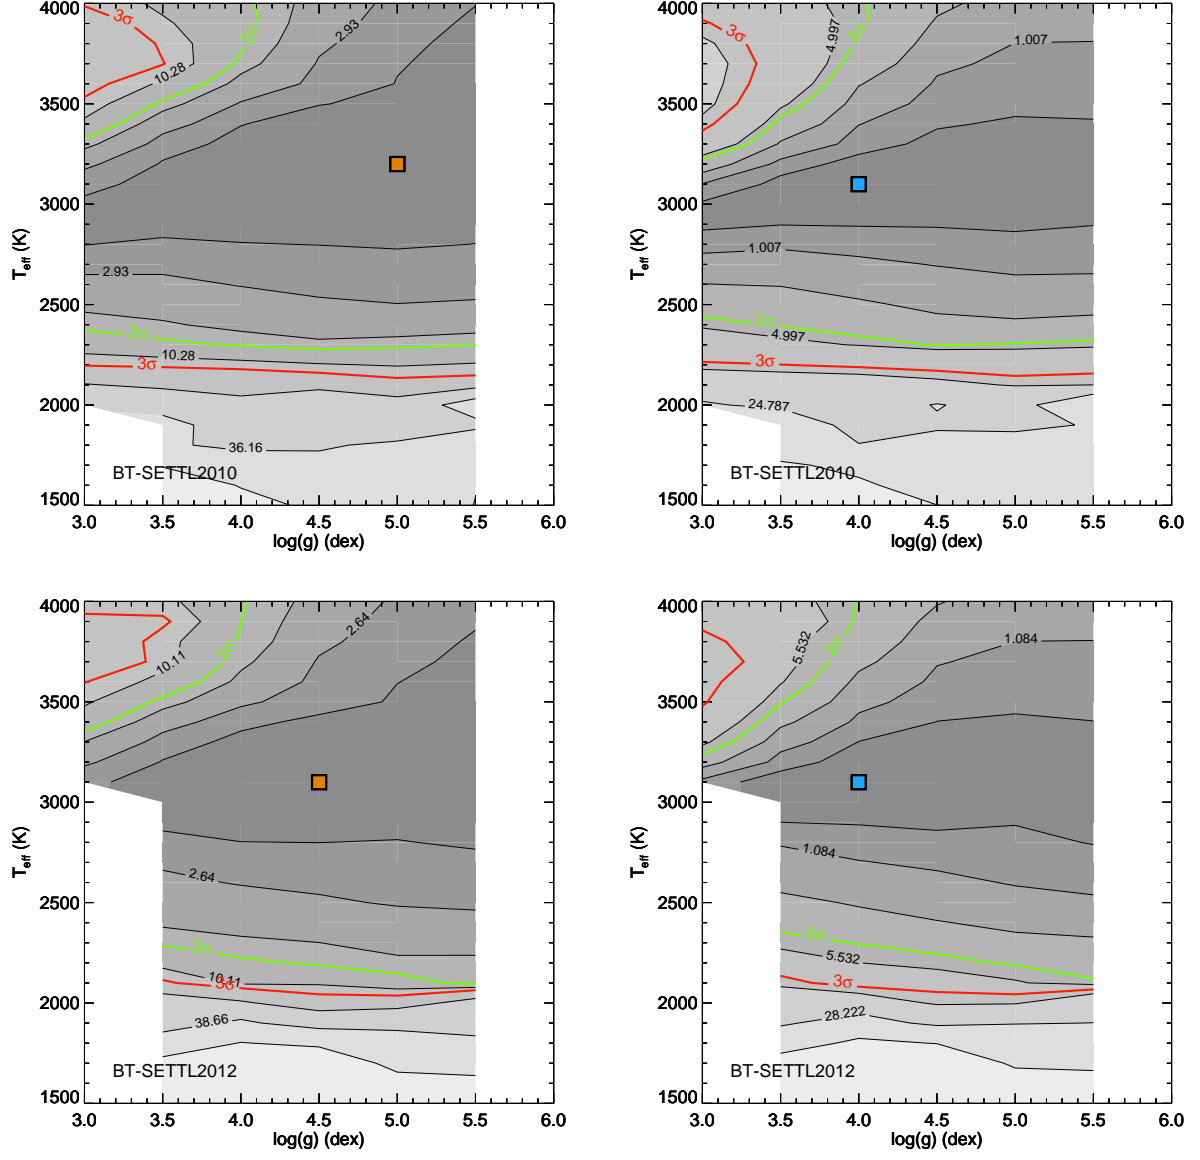 4000
3500
3000
2500
2000
1500
T_eff (K)
3σ
2σ
2.93
10.28
2.93
2σ
10.28
3σ
36.16
BT-SETTL2010
3.0 3.5 4.0 4.5 5.0 5.5 6.0
log(g) (dex)
4000
3500
3000
2500
2000
1500
T_eff (K)
3σ
4.997
2σ
1.007
1.007
2σ
4.997
3σ
24.787
BT-SETTL2010
3.0 3.5 4.0 4.5 5.0 5.5 6.0
log(g) (dex)
4000
3500
3000
2500
2000
1500
T_eff (K)
2.64
2σ
10.11
2.64
2σ
10.11
3σ
38.66
BT-SETTL2012
3.0 3.5 4.0 4.5 5.0 5.5 6.0
log(g) (dex)
4000
3500
3000
2500
2000
1500
T_eff (K)
5.532
2σ
1.084
1.084
2σ
5.532
3σ
28.222
BT-SETTL2012
3.0 3.5 4.0 4.5 5.0 5.5 6.0
log(g) (dex)